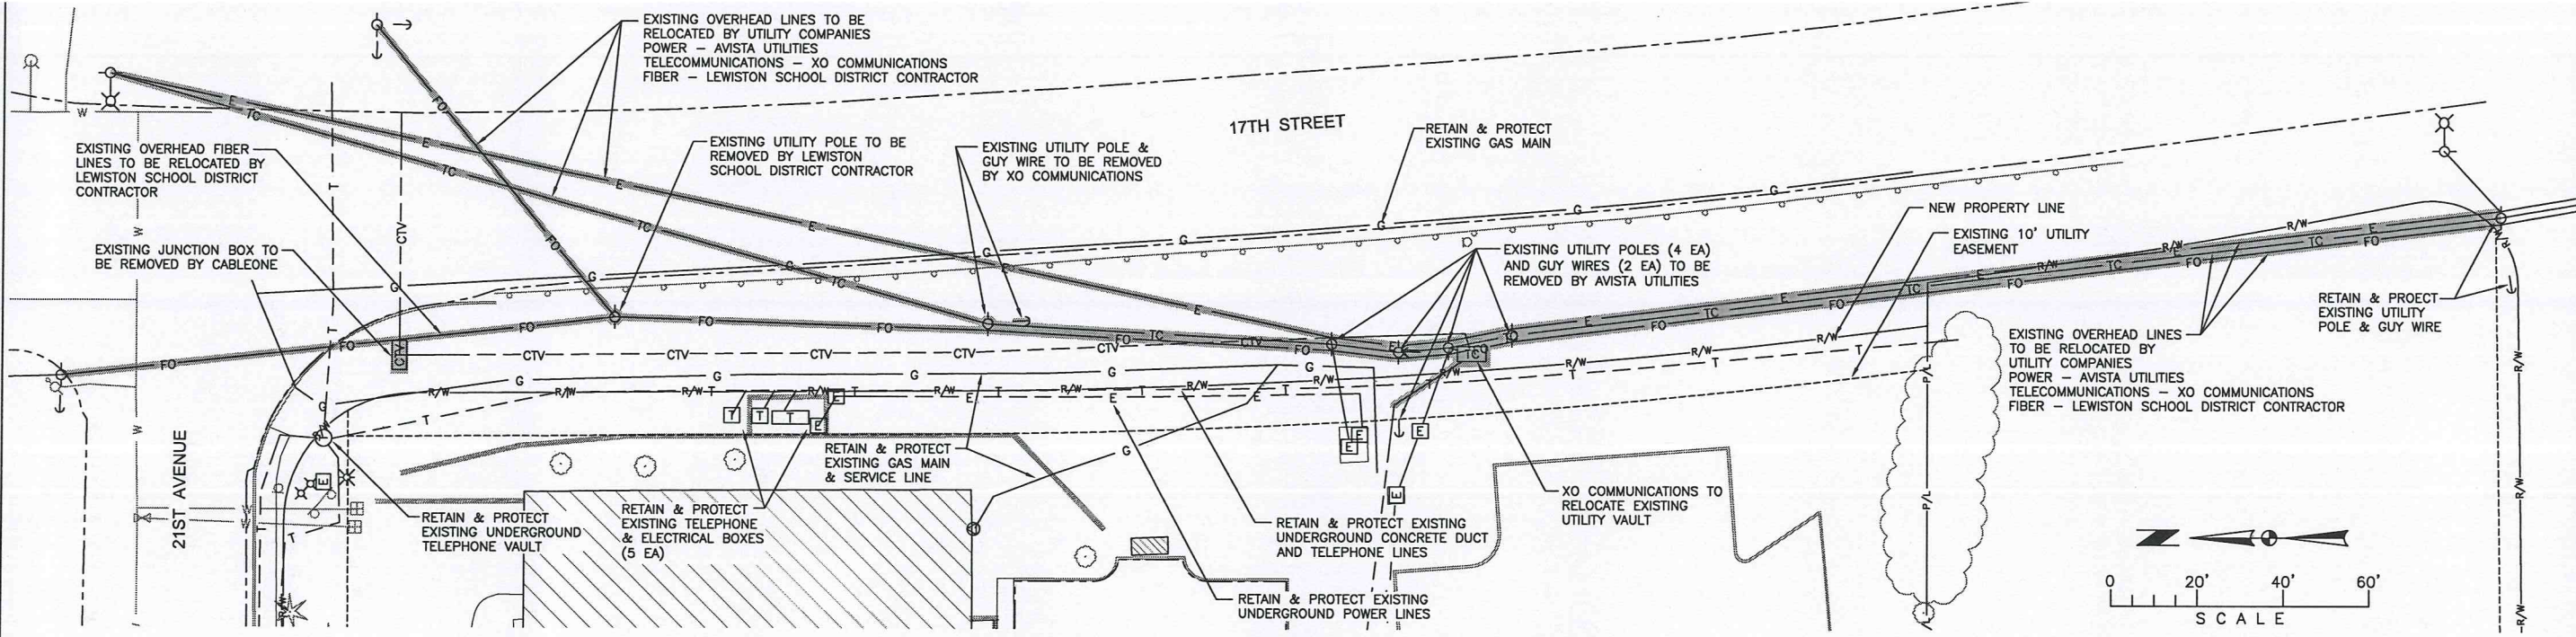 EXISTING OVERHEAD LINES TO BE
RELOCATED BY UTILITY COMPANIES
POWER – AVISTA UTILITIES
TELECOMMUNICATIONS – XO COMMUNICATIONS
FIBER – LEWISTON SCHOOL DISTRICT CONTRACTOR
17TH STREET
RETAIN & PROTECT
EXISTING GAS MAIN
EXISTING OVERHEAD FIBER
LINES TO BE RELOCATED BY
LEWISTON SCHOOL DISTRICT
CONTRACTOR
EXISTING UTILITY POLE TO BE
REMOVED BY LEWISTON
SCHOOL DISTRICT CONTRACTOR
EXISTING UTILITY POLE &
GUY WIRE TO BE REMOVED
BY XO COMMUNICATIONS
NEW PROPERTY LINE
EXISTING 10' UTILITY
EASEMENT
EXISTING JUNCTION BOX TO
BE REMOVED BY CABLEONE
EXISTING UTILITY POLES (4 EA)
AND GUY WIRES (2 EA) TO BE
REMOVED BY AVISTA UTILITIES
RETAIN & PROECT
EXISTING UTILITY
POLE & GUY WIRE
EXISTING OVERHEAD LINES
TO BE RELOCATED BY
UTILITY COMPANIES
POWER – AVISTA UTILITIES
TELECOMMUNICATIONS – XO COMMUNICATIONS
FIBER – LEWISTON SCHOOL DISTRICT CONTRACTOR
21ST AVENUE
RETAIN & PROTECT
EXISTING UNDERGROUND
TELEPHONE VAULT
RETAIN & PROTECT
EXISTING TELEPHONE
& ELECTRICAL BOXES
(5 EA)
RETAIN & PROTECT
EXISTING GAS MAIN
& SERVICE LINE
RETAIN & PROTECT EXISTING
UNDERGROUND CONCRETE DUCT
AND TELEPHONE LINES
XO COMMUNICATIONS TO
RELOCATE EXISTING
UTILITY VAULT
RETAIN & PROTECT EXISTING
UNDERGROUND POWER LINES
E
TC
FO
CTV
G
R/W
T
W
P/L
0 20' 40' 60'
SCALE